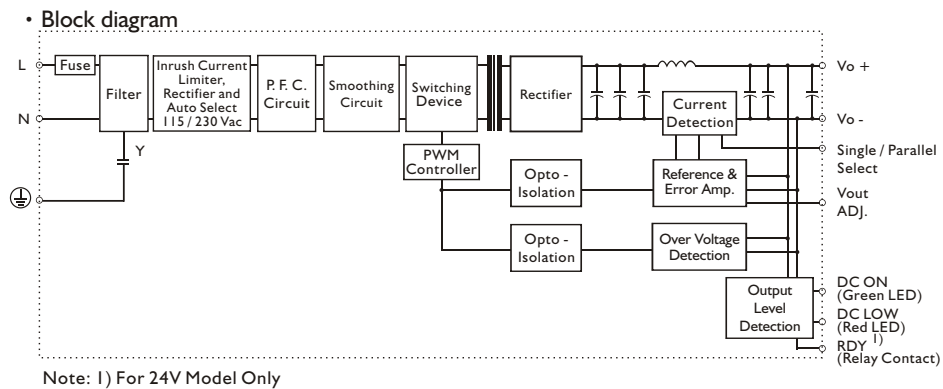 • Block diagram
L
Fuse
N
Filter
Y
Inrush Current
Limiter,
Rectifier and
Auto Select
115 / 230 Vac
P. F. C.
Circuit
Smoothing
Circuit
Switching
Device
Rectifier
PWM
Controller
Current
Detection
Opto -
Isolation
Reference &
Error Amp.
Opto -
Isolation
Over Voltage
Detection
Output
Level
Detection
Vo +
Vo -
Single / Parallel
Select
Vout
ADJ.
DC ON
(Green LED)
DC LOW
(Red LED)
RDY 1)
(Relay Contact)
Note: 1) For 24V Model Only